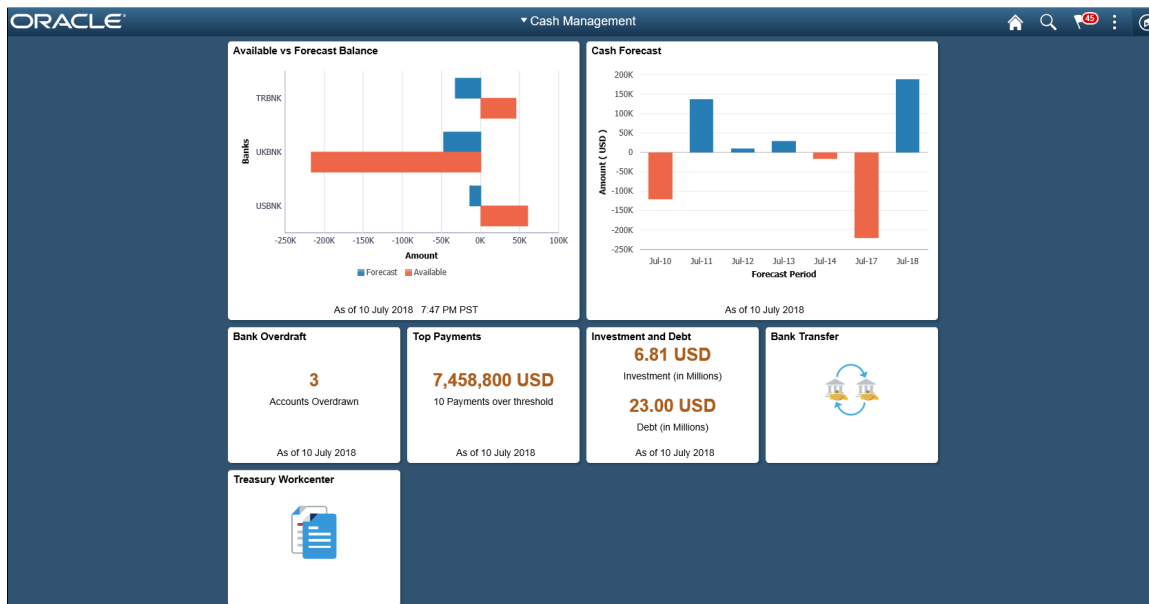 ORACLE
Cash Management
45
Available vs Forecast Balance
Banks
TRBNK
UKBNK
USBNK
-250K -200K -150K -100K -50K 0K 50K 100K
Amount
Forecast Available
As of 10 July 2018 7:47 PM PST
Cash Forecast
Amount ( USD )
200K
150K
100K
50K
0
-50K
-100K
-150K
-200K
-250K
Jul-10 Jul-11 Jul-12 Jul-13 Jul-14 Jul-17 Jul-18
Forecast Period
As of 10 July 2018
Bank Overdraft
3
Accounts Overdrawn
As of 10 July 2018
Top Payments
7,458,800 USD
10 Payments over threshold
As of 10 July 2018
Investment and Debt
6.81 USD
Investment (in Millions)
23.00 USD
Debt (in Millions)
As of 10 July 2018
Bank Transfer
Treasury Workcenter